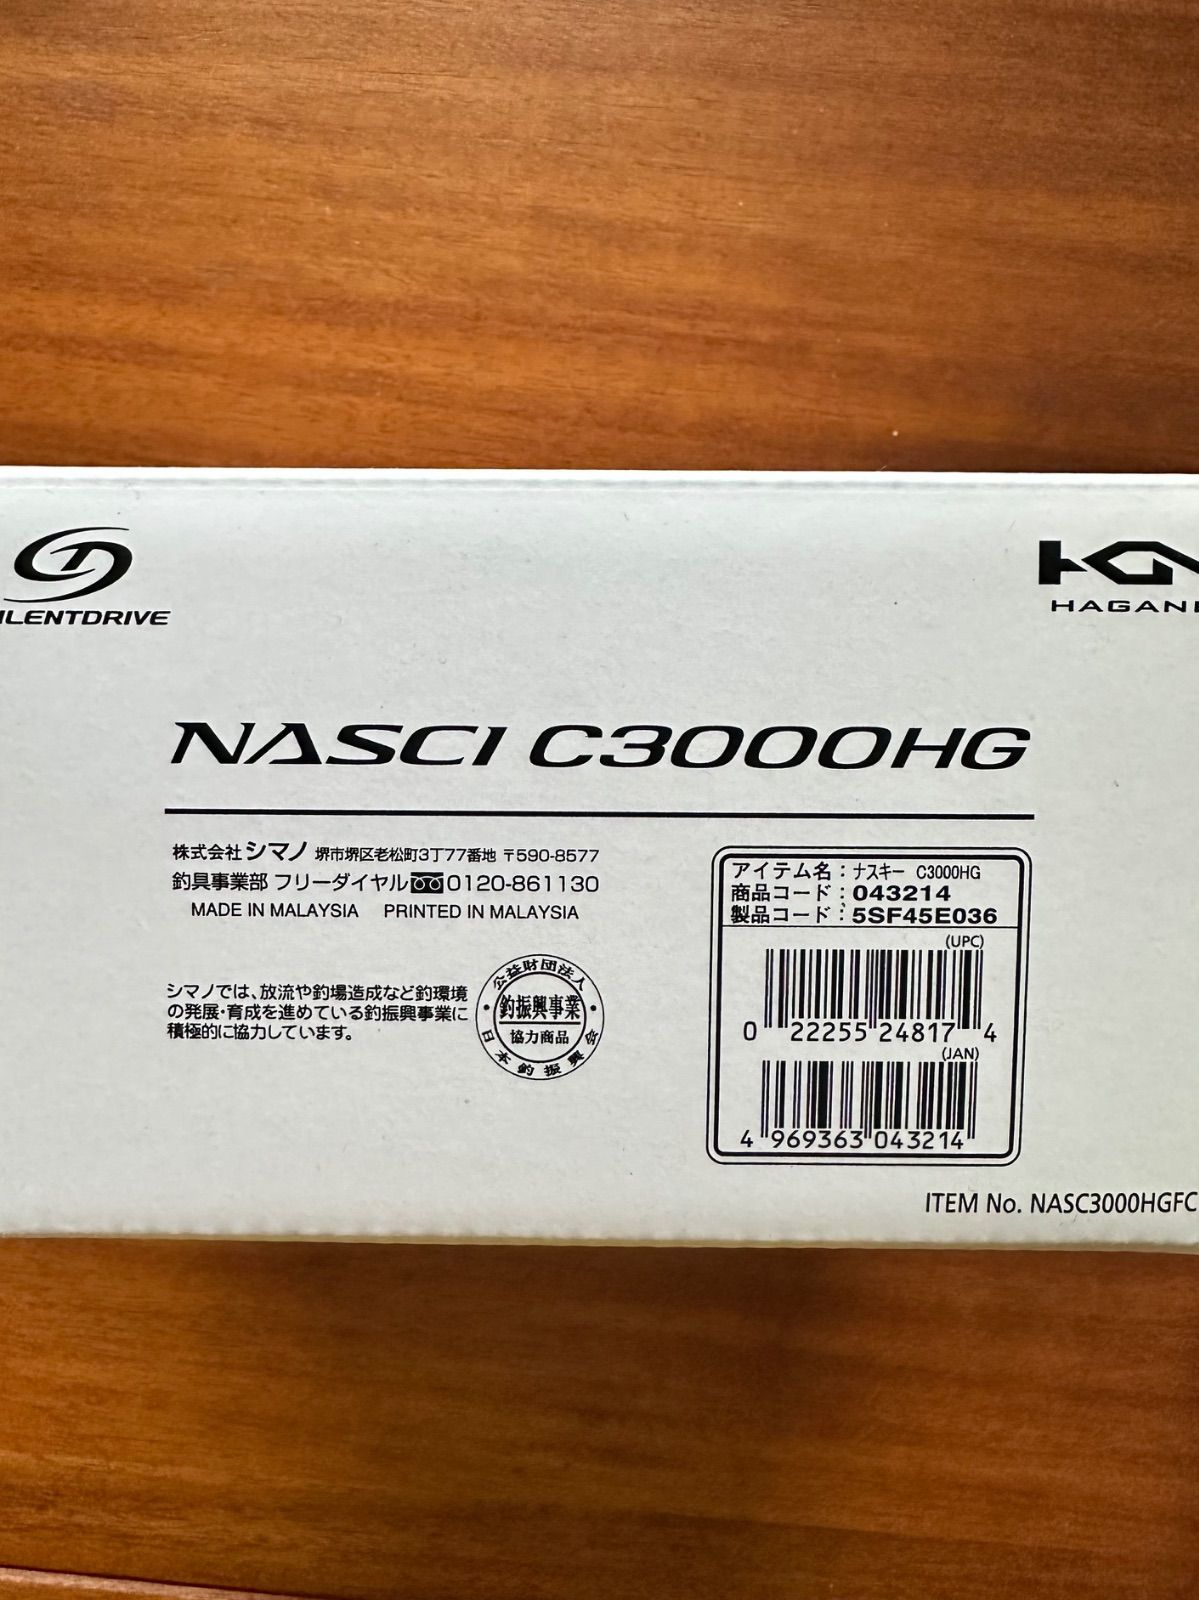 ILENTDRIVE
HAGAN
NASCI C3000HG
株式会社シマノ 堺市堺区老松町3丁77番地 〒590-8577
釣具事業部 フリーダイヤル 0120-861130
MADE IN MALAYSIA PRINTED IN MALAYSIA
シマノでは、放流や釣場造成など釣環境
の発展・育成を進めている釣振興事業に
積極的に協力しています。
公益財団法人
釣振興事業
協力商品
日本釣振興会
アイテム名：ナスキー C3000HG
商品コード：043214
製品コード：5SF45E036
(UPC)
0 22255 24817 4
(JAN)
4 969363 043214
ITEM No. NASC3000HGFC